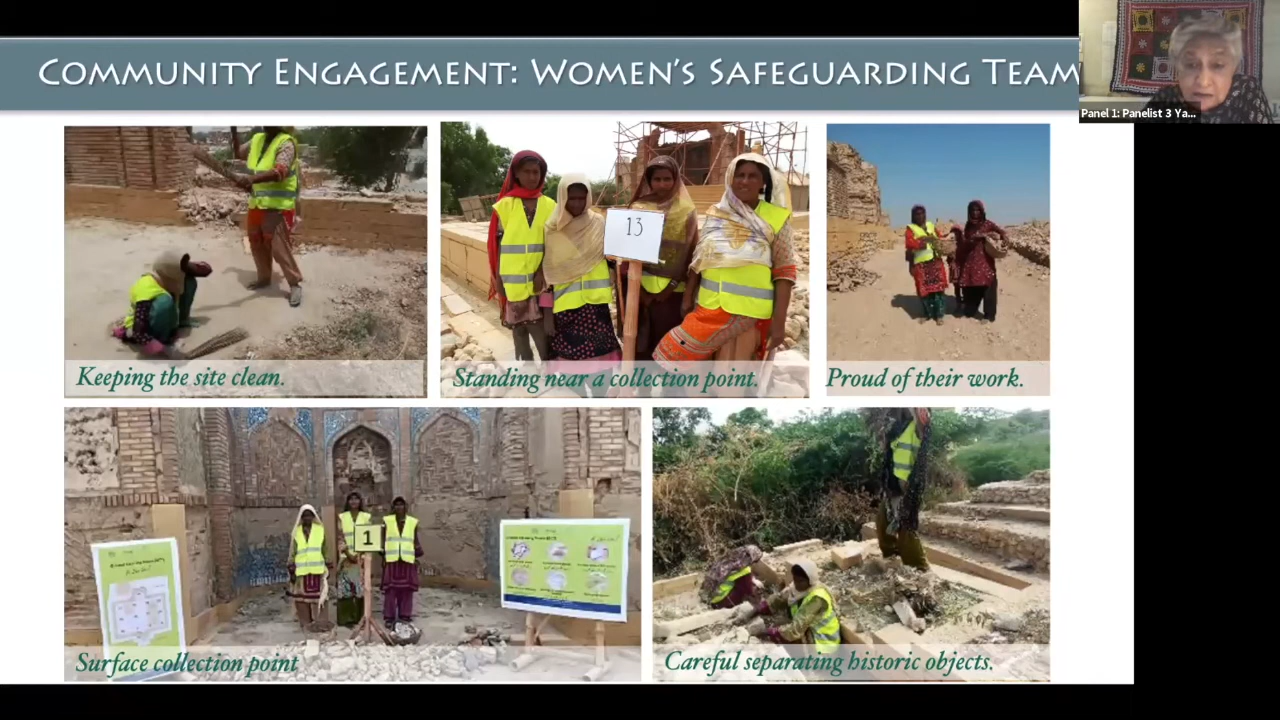 COMMUNITY ENGAGEMENT: WOMEN'S SAFEGUARDING TEAM
Panel 1: Panelist 3 Ya...
Keeping the site clean.
13
Standing near a collection point.
Proud of their work.
1
Surface collection point
Careful separating historic objects.